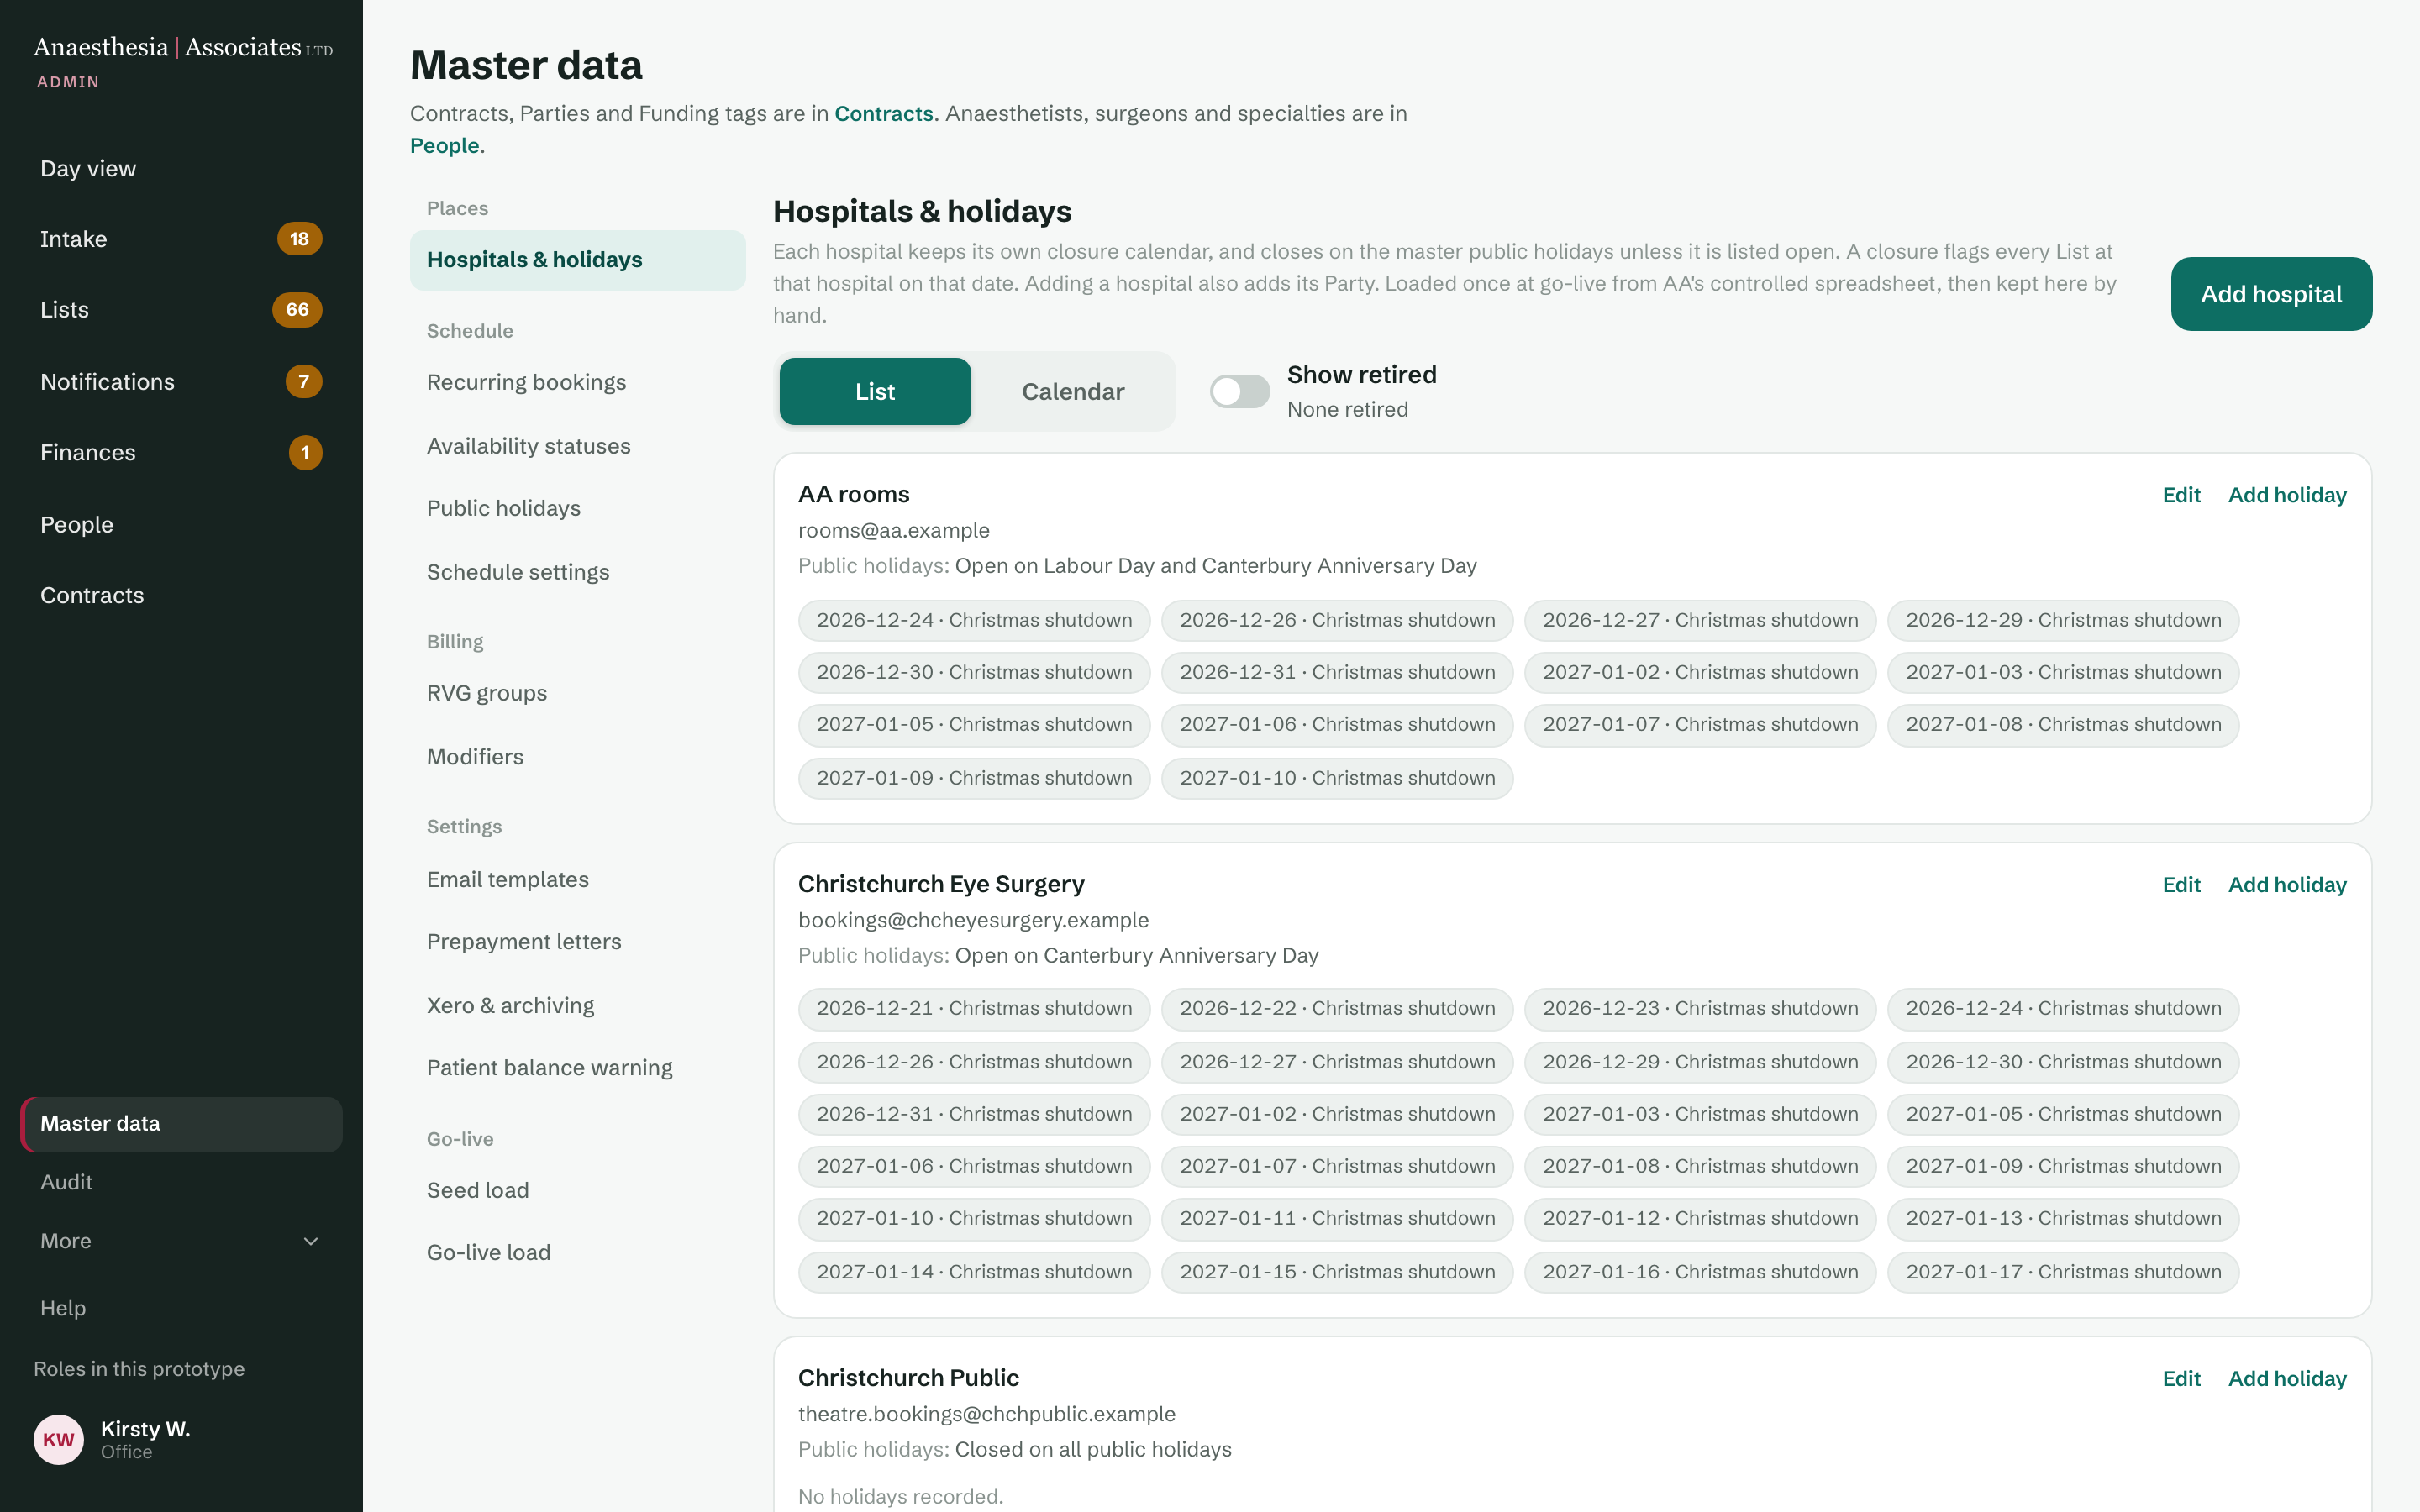 Anaesthesia | Associates LTD
ADMIN
Day view
Intake 18
Lists 66
Notifications 7
Finances 1
People
Contracts
Master data
Audit
More
Help
Roles in this prototype
KW
Kirsty W.
Office
Master data
Contracts, Parties and Funding tags are in Contracts. Anaesthetists, surgeons and specialties are in
People.
Places
Hospitals & holidays
Schedule
Recurring bookings
Availability statuses
Public holidays
Schedule settings
Billing
RVG groups
Modifiers
Settings
Email templates
Prepayment letters
Xero & archiving
Patient balance warning
Go-live
Seed load
Go-live load
Hospitals & holidays
Each hospital keeps its own closure calendar, and closes on the master public holidays unless it is listed open. A closure flags every List at
that hospital on that date. Adding a hospital also adds its Party. Loaded once at go-live from AA's controlled spreadsheet, then kept here by
hand.
Add hospital
List Calendar
Show retired
None retired
AA rooms Edit Add holiday
rooms@aa.example
Public holidays: Open on Labour Day and Canterbury Anniversary Day
2026-12-24 · Christmas shutdown 2026-12-26 · Christmas shutdown 2026-12-27 · Christmas shutdown 2026-12-29 · Christmas shutdown
2026-12-30 · Christmas shutdown 2026-12-31 · Christmas shutdown 2027-01-02 · Christmas shutdown 2027-01-03 · Christmas shutdown
2027-01-05 · Christmas shutdown 2027-01-06 · Christmas shutdown 2027-01-07 · Christmas shutdown 2027-01-08 · Christmas shutdown
2027-01-09 · Christmas shutdown 2027-01-10 · Christmas shutdown
Christchurch Eye Surgery Edit Add holiday
bookings@chcheyesurgery.example
Public holidays: Open on Canterbury Anniversary Day
2026-12-21 · Christmas shutdown 2026-12-22 · Christmas shutdown 2026-12-23 · Christmas shutdown 2026-12-24 · Christmas shutdown
2026-12-26 · Christmas shutdown 2026-12-27 · Christmas shutdown 2026-12-29 · Christmas shutdown 2026-12-30 · Christmas shutdown
2026-12-31 · Christmas shutdown 2027-01-02 · Christmas shutdown 2027-01-03 · Christmas shutdown 2027-01-05 · Christmas shutdown
2027-01-06 · Christmas shutdown 2027-01-07 · Christmas shutdown 2027-01-08 · Christmas shutdown 2027-01-09 · Christmas shutdown
2027-01-10 · Christmas shutdown 2027-01-11 · Christmas shutdown 2027-01-12 · Christmas shutdown 2027-01-13 · Christmas shutdown
2027-01-14 · Christmas shutdown 2027-01-15 · Christmas shutdown 2027-01-16 · Christmas shutdown 2027-01-17 · Christmas shutdown
Christchurch Public Edit Add holiday
theatre.bookings@chchpublic.example
Public holidays: Closed on all public holidays
No holidays recorded.